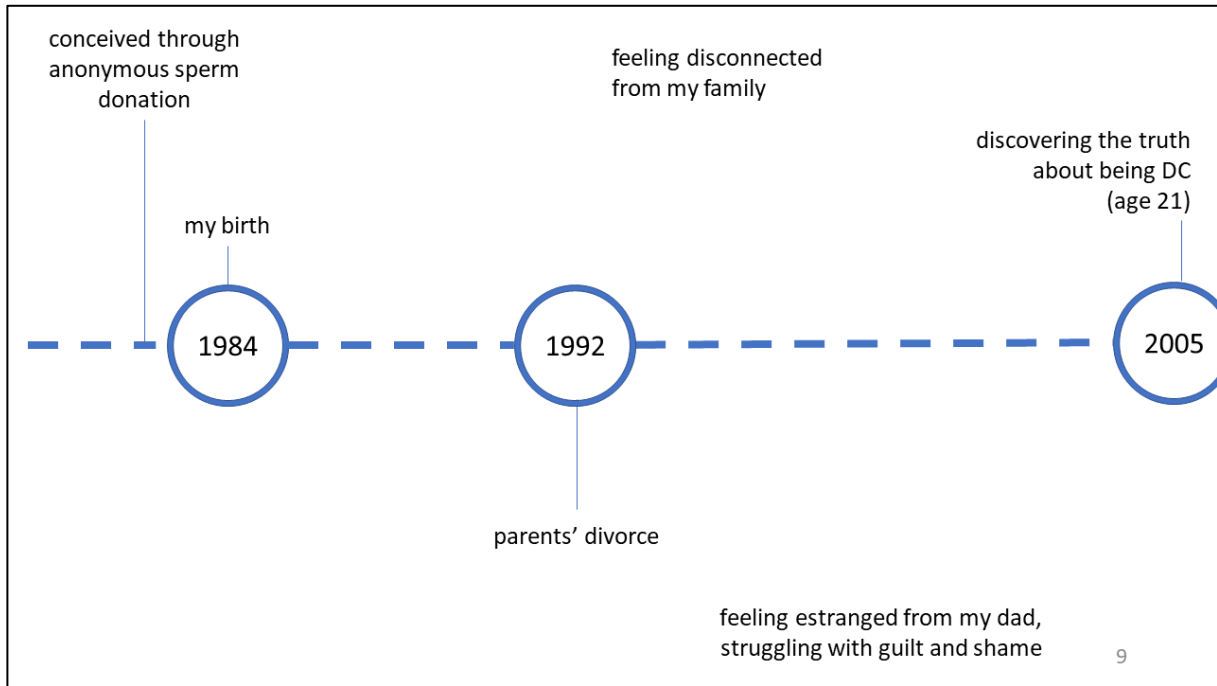 conceived through
anonymous sperm
donation
feeling disconnected
from my family
discovering the truth
about being DC
(age 21)
my birth
1984
1992
2005
parents’ divorce
feeling estranged from my dad,
struggling with guilt and shame
9